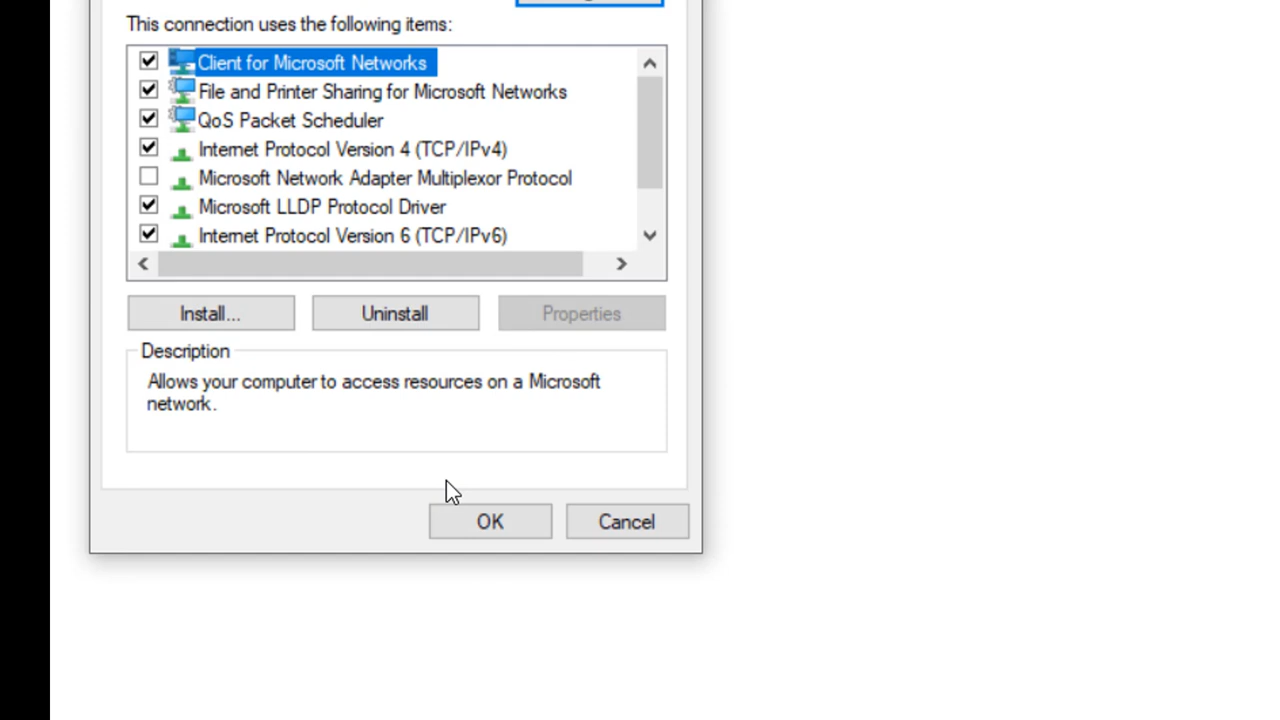 This connection uses the following items:
Client for Microsoft Networks
File and Printer Sharing for Microsoft Networks
QoS Packet Scheduler
Internet Protocol Version 4 (TCP/IPv4)
Microsoft Network Adapter Multiplexor Protocol
Microsoft LLDP Protocol Driver
Internet Protocol Version 6 (TCP/IPv6)
Install... Uninstall Properties
Description
Allows your computer to access resources on a Microsoft
network.
OK Cancel